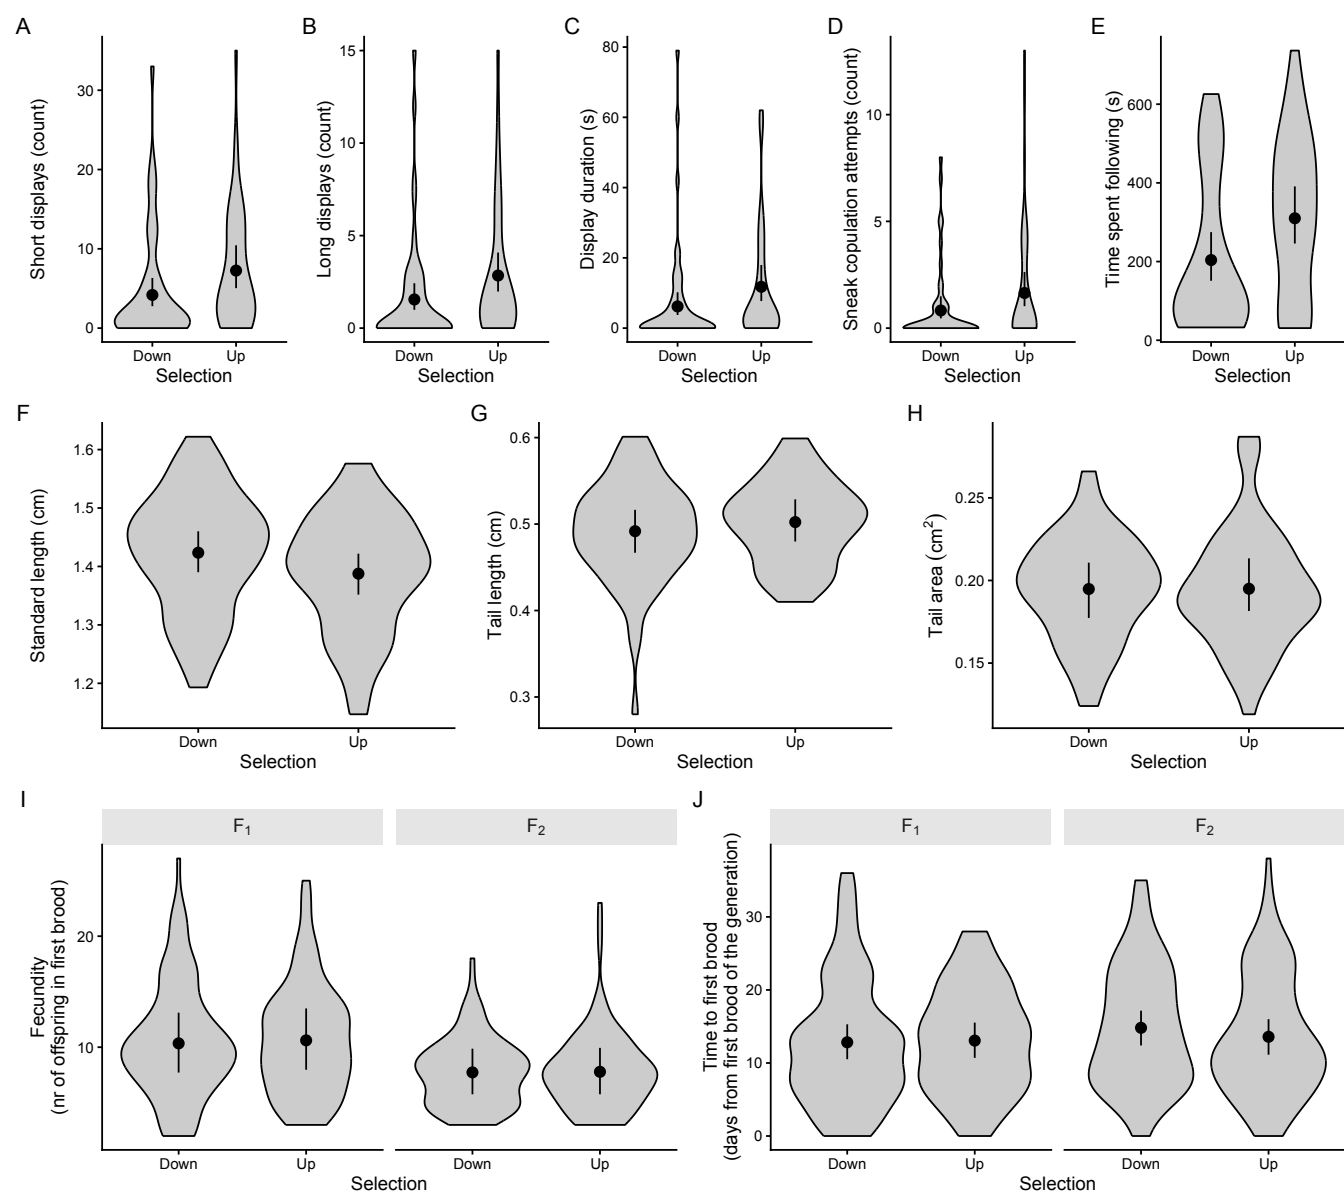 A
B
C
D
E
Short displays (count)
30
20
10
0
Down
Up
Selection
Long displays (count)
15
10
5
0
Down
Up
Selection
Display duration (s)
80
60
40
20
0
Down
Up
Selection
Sneak copulation attempts (count)
10
5
0
Down
Up
Selection
Time spent following (s)
600
400
200
0
Down
Up
Selection
F
G
H
Standard length (cm)
1.6
1.5
1.4
1.3
1.2
Down
Up
Selection
Tail length (cm)
0.6
0.5
0.4
0.3
Down
Up
Selection
Tail area (cm²)
0.25
0.20
0.15
Down
Up
Selection
I
J
F₁
F₂
Fecundity
(nr of offspring in first brood)
20
10
Down
Up
Down
Up
Selection
F₁
F₂
Time to first brood
(days from first brood of the generation)
30
20
10
0
Down
Up
Down
Up
Selection